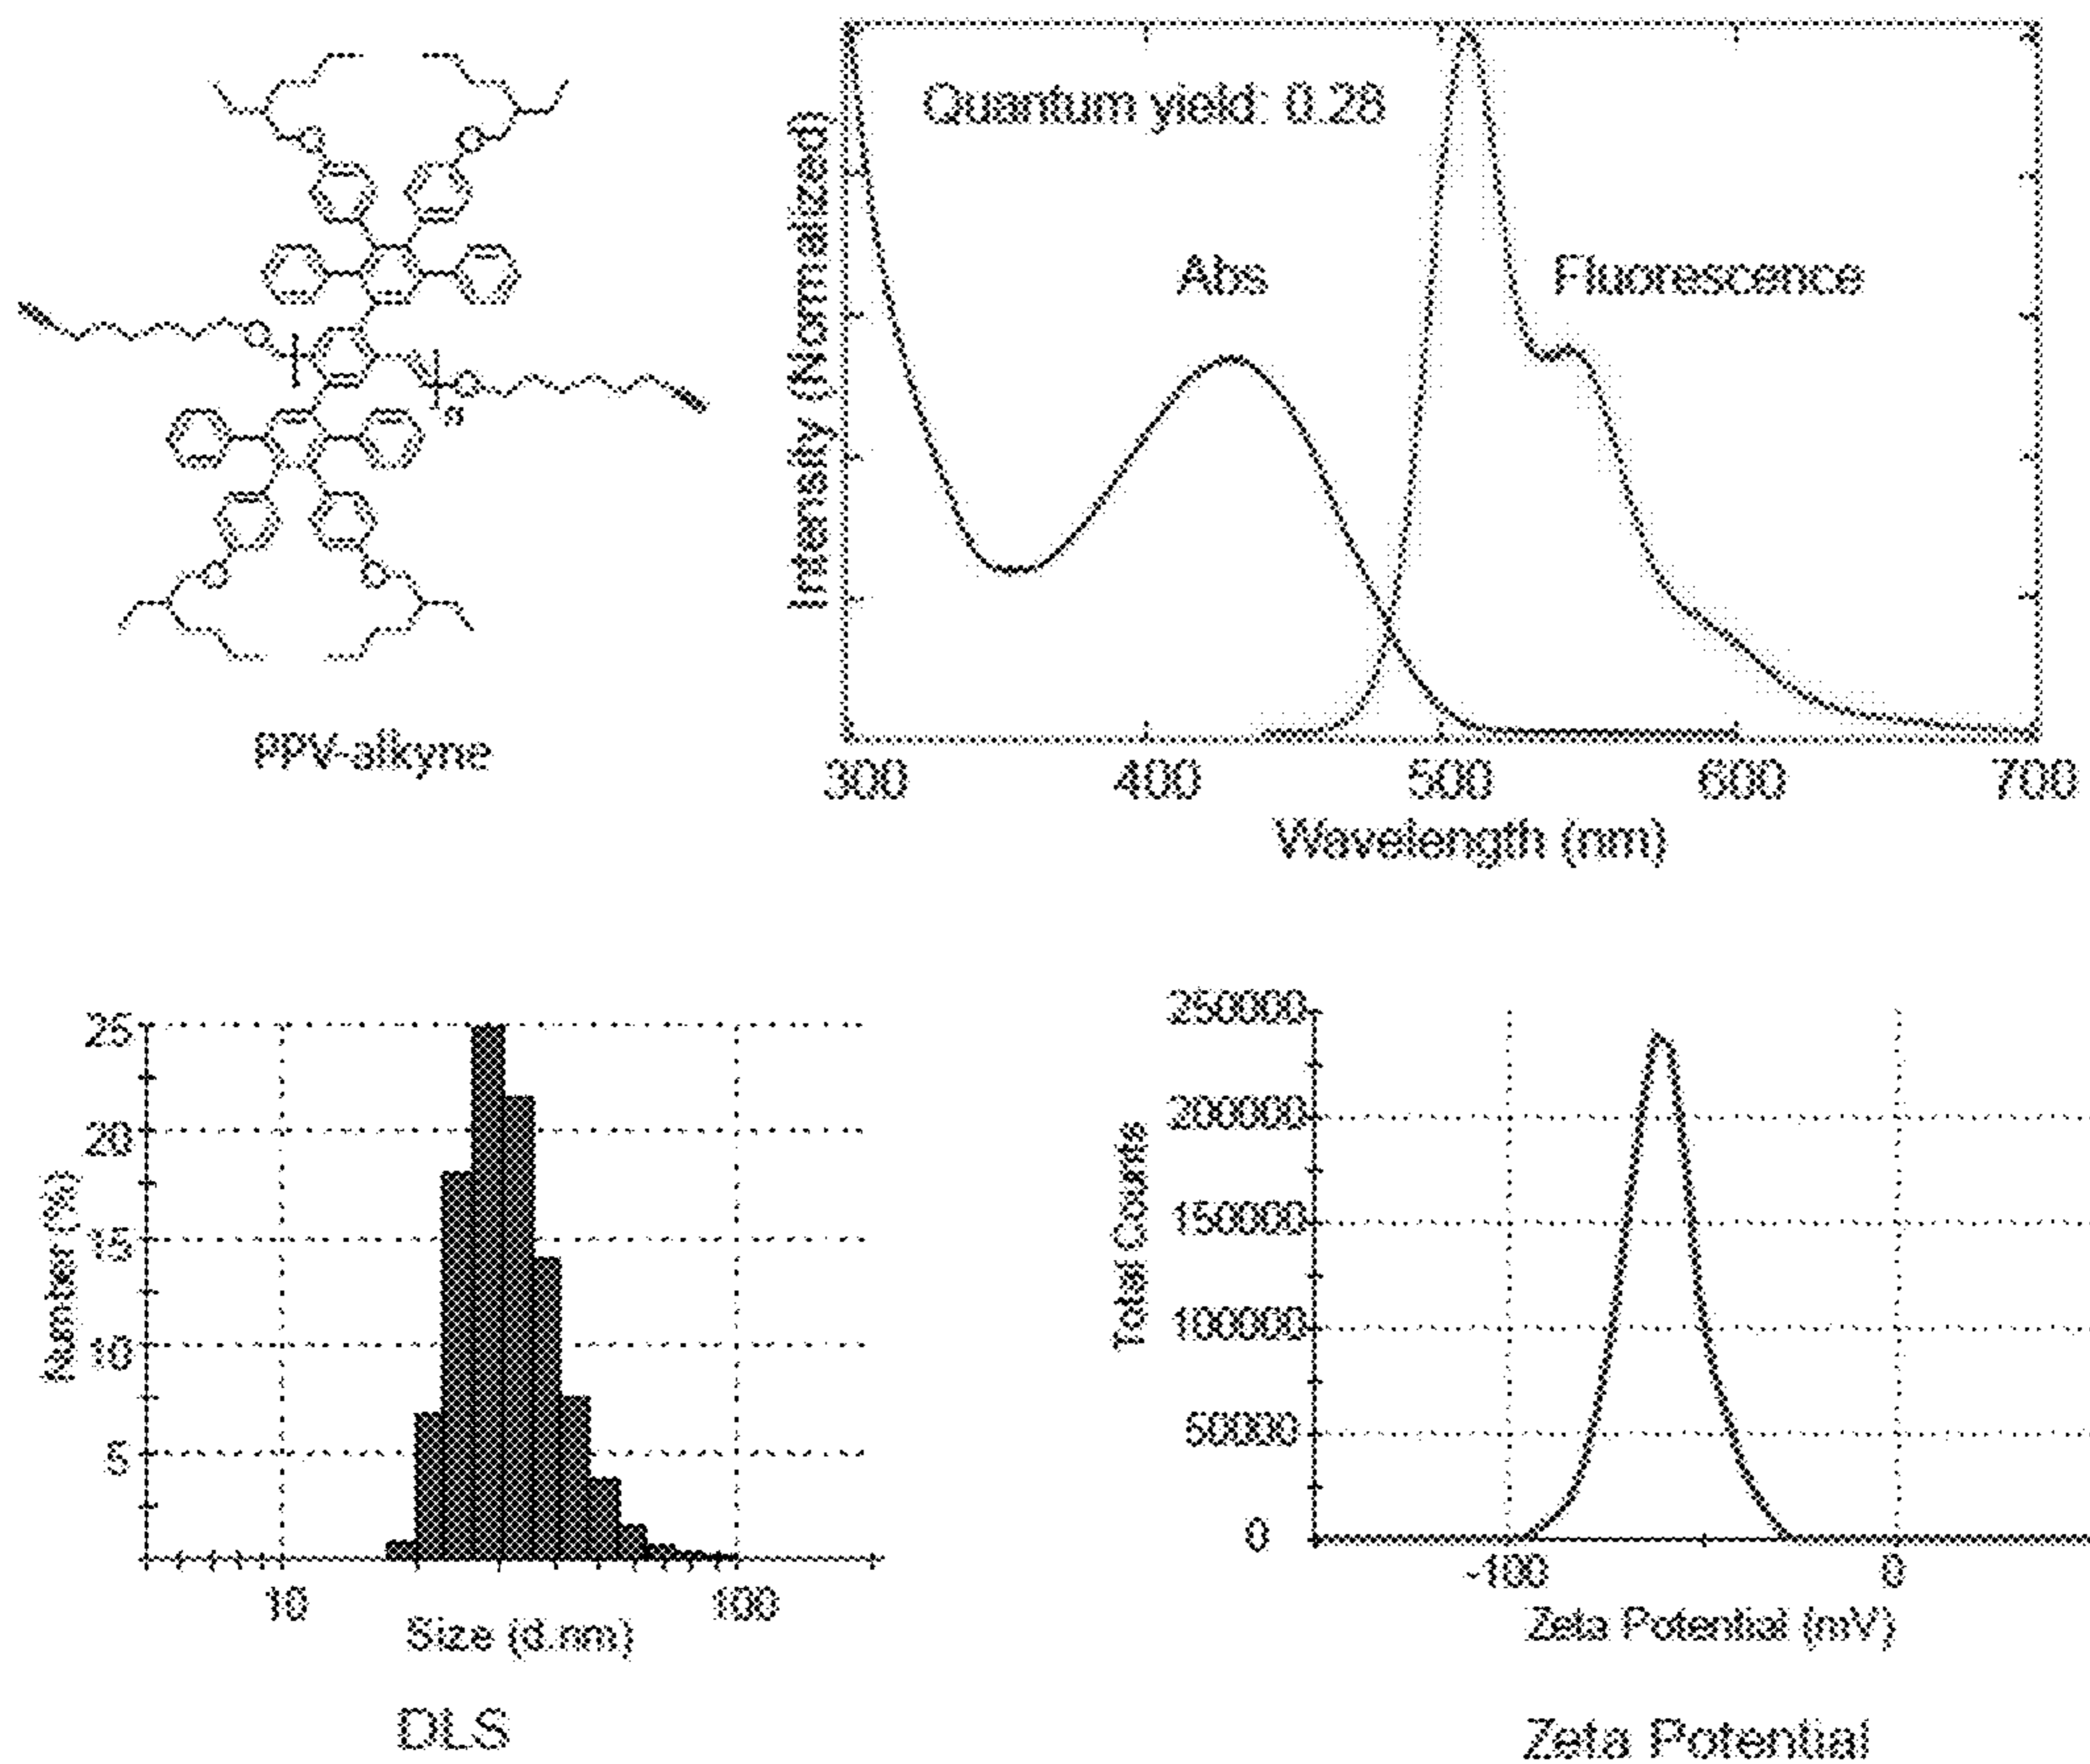 O O
O
O
n
O O
PPV-alkyne
Quantum yield: 0.28
Abs
Fluorescence
Intensity (Normalized)
300 400 500 600 700
Wavelength (nm)
25
20
15
10
5
Number (%)
10 100
Size (d.nm)
DLS
250000
200000
150000
100000
50000
0
Total Counts
-100 0
Zeta Potential (mV)
Zeta Potential